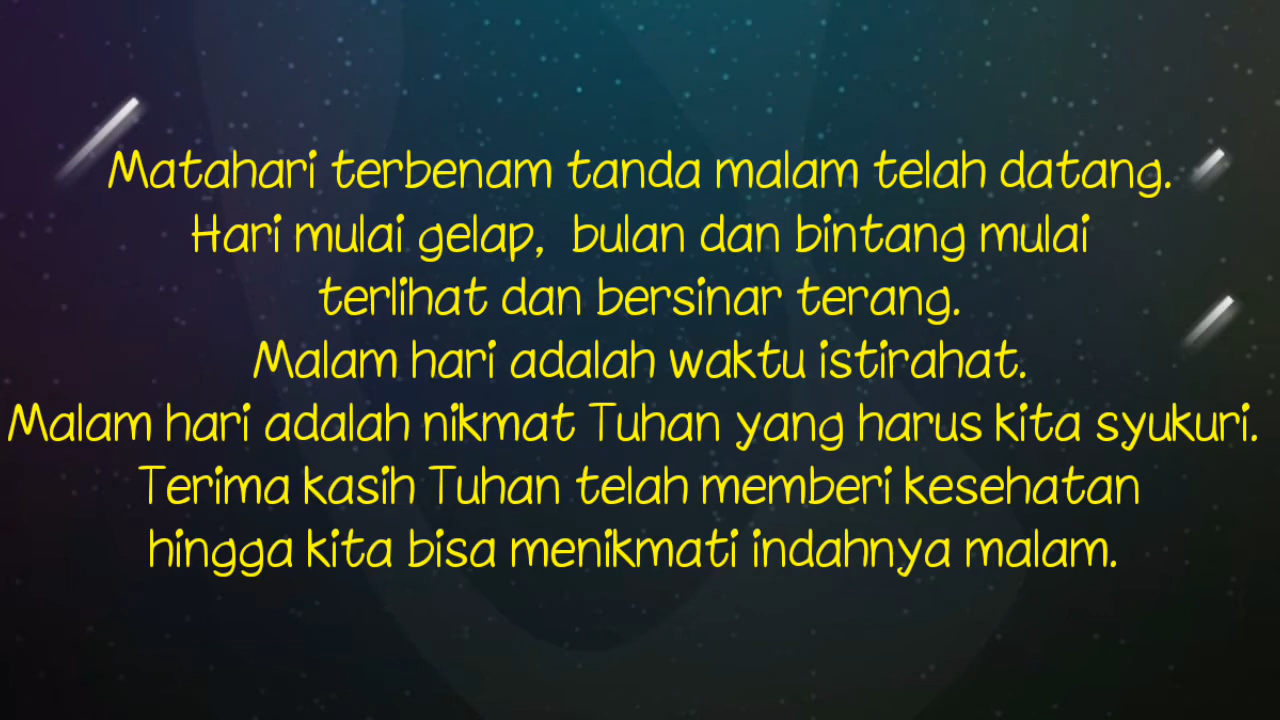 Matahari terbenam tanda malam telah datang.
Hari mulai gelap, bulan dan bintang mulai
terlihat dan bersinar terang.
Malam hari adalah waktu istirahat.
Malam hari adalah nikmat Tuhan yang harus kita syukuri.
Terima kasih Tuhan telah memberi kesehatan
hingga kita bisa menikmati indahnya malam.